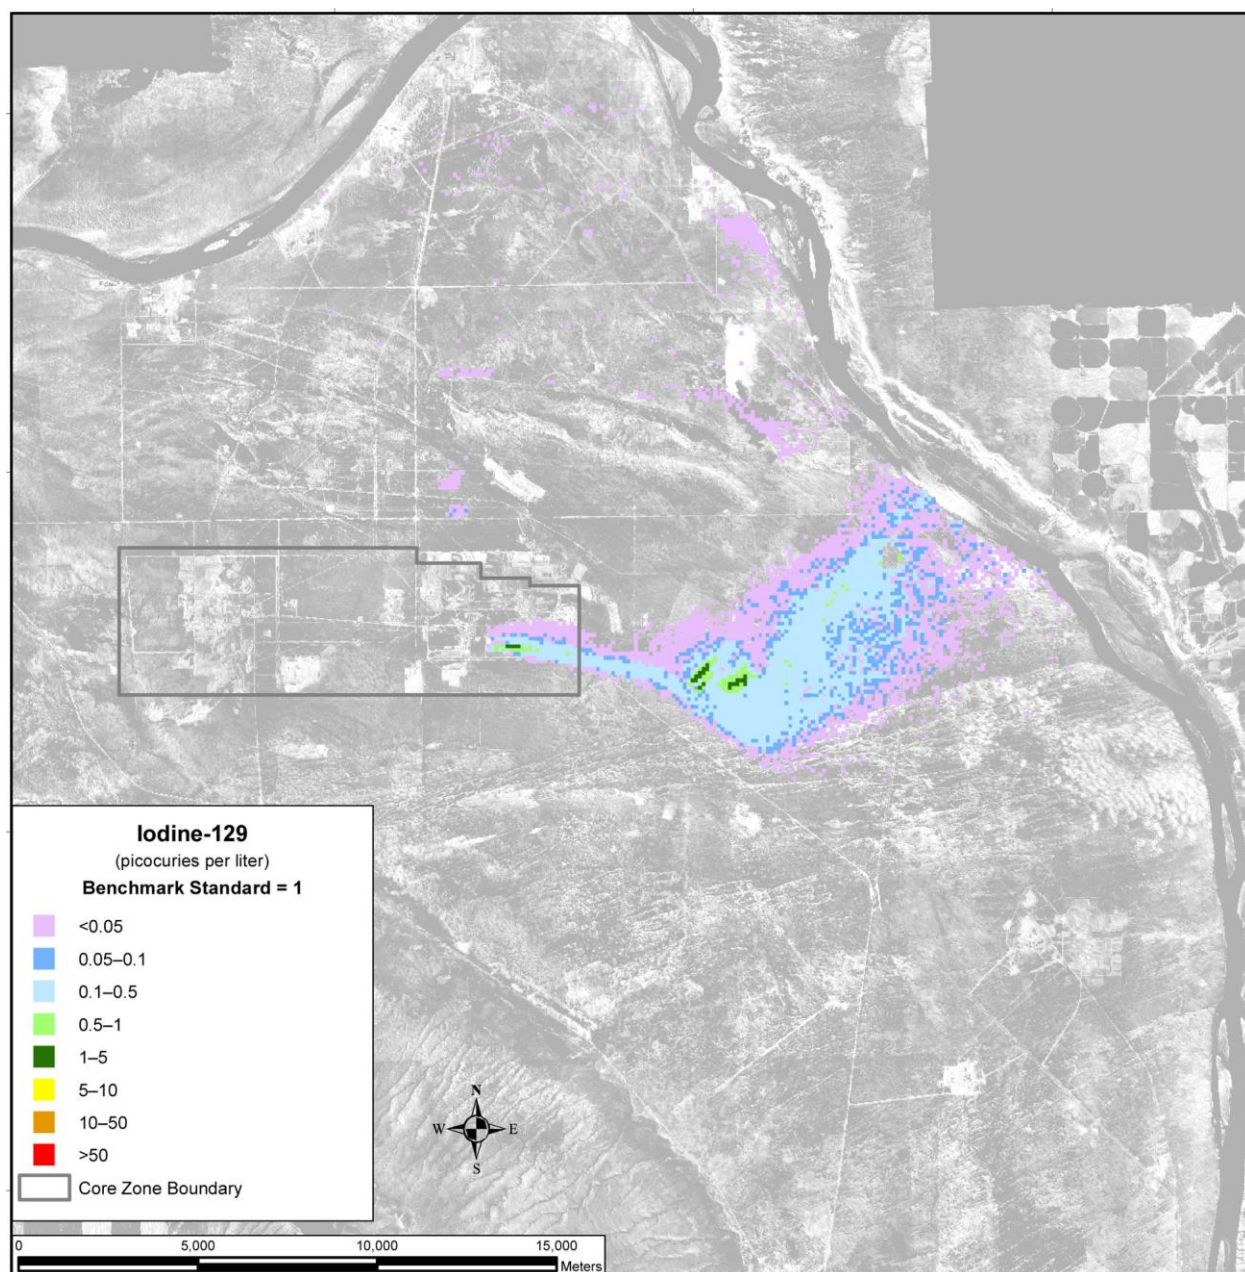 Iodine-129
(picocuries per liter)
Benchmark Standard = 1
<0.05
0.05–0.1
0.1–0.5
0.5–1
1–5
5–10
10–50
>50
Core Zone Boundary
N
W E
S
0 5,000 10,000 15,000
Meters